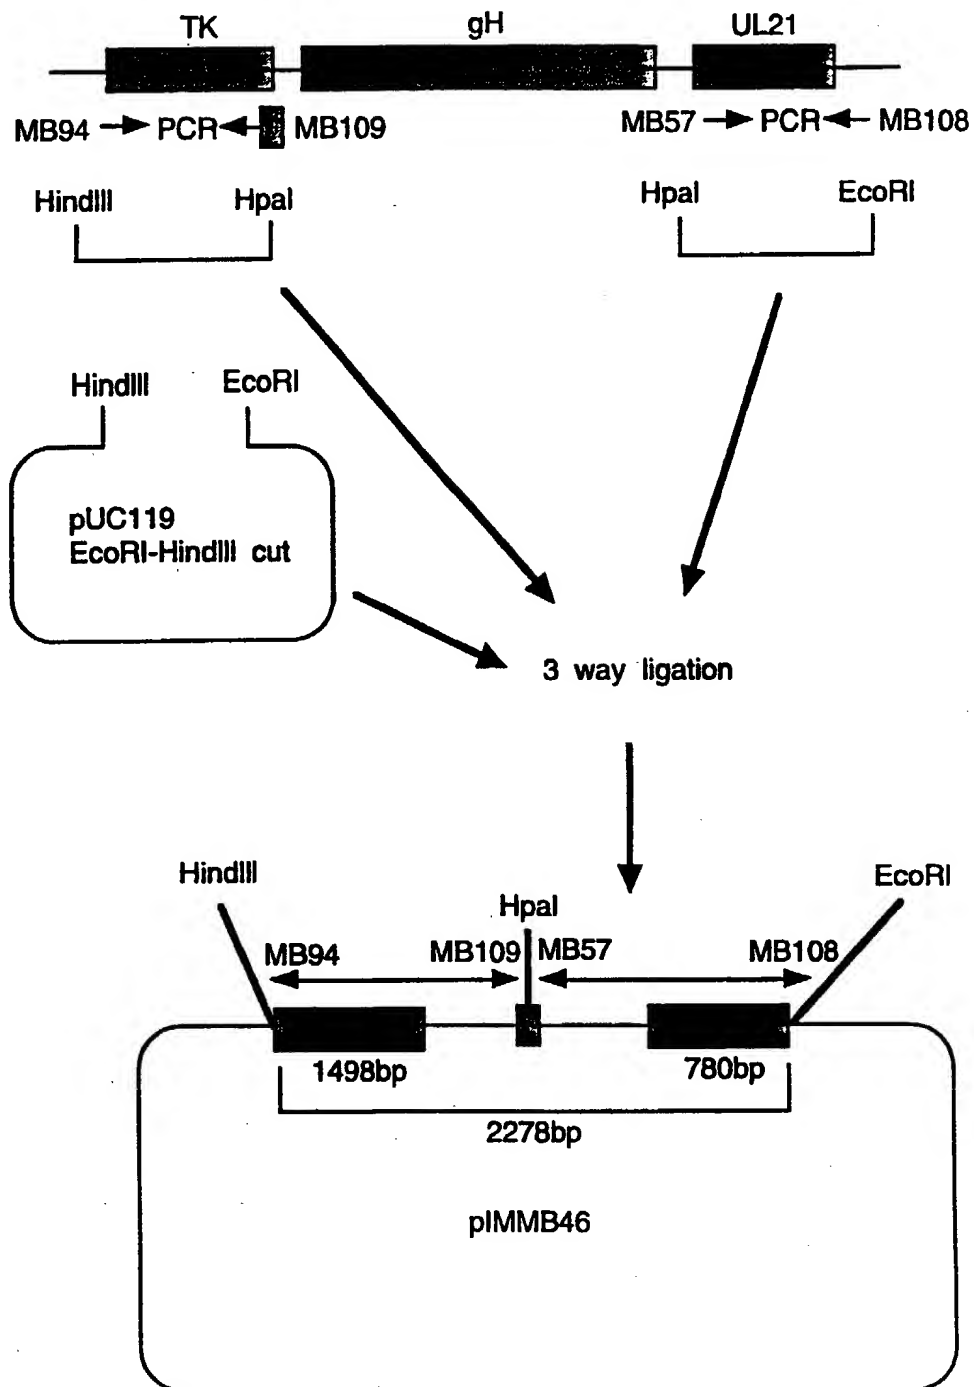 TK gH UL21
MB94 PCR MB109 MB57 PCR MB108
HindIII HpaI HpaI EcoRI
HindIII EcoRI
pUC119
EcoRI-HindIII cut
3 way ligation
HindIII EcoRI
HpaI
MB94 MB109 MB57 MB108
1498bp 780bp
2278bp
pIMMB46